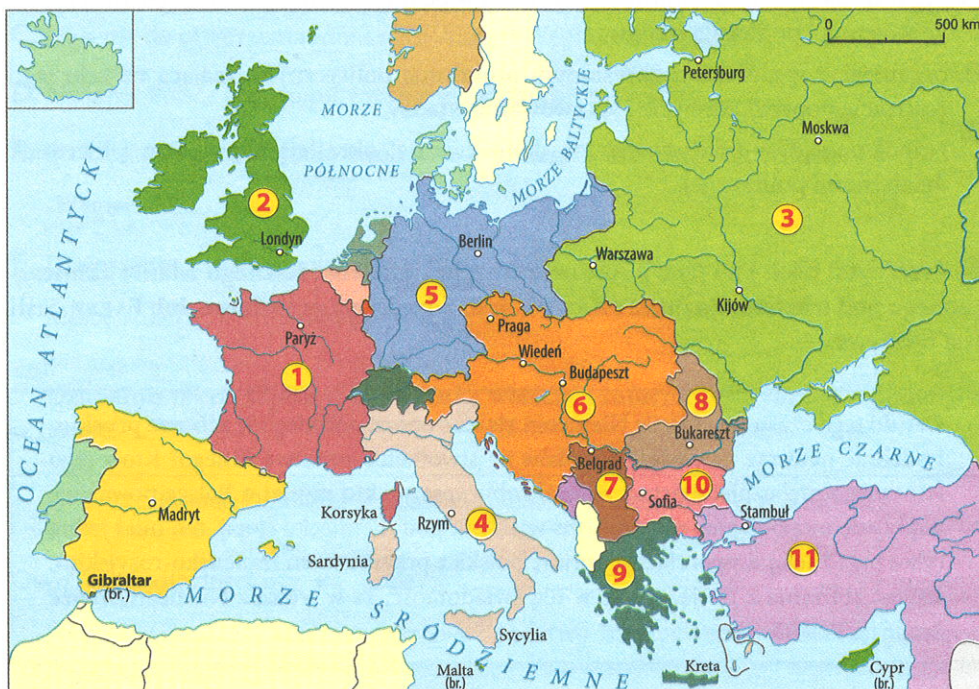 0 500 km
Petersburg
Moskwa
MORZE
PÓŁNOCNE
MORZE BAŁTYCKIE
OCEAN ATLANTYCKI
2
Londyn
3
Berlin
Warszawa
5
Kijów
Praga
Paryż
Wiedeń
Budapeszt
1
6
8
Bukareszt
MORZE CZARNE
Belgrad
7
10
Sofia
Stambuł
Madryt
Korsyka
Rzym
4
11
Sardynia
9
Gibraltar
(br.)
MORZE ŚRÓDZIEMNE
Sycylia
Malta
(br.)
Kreta
Cypr
(br.)